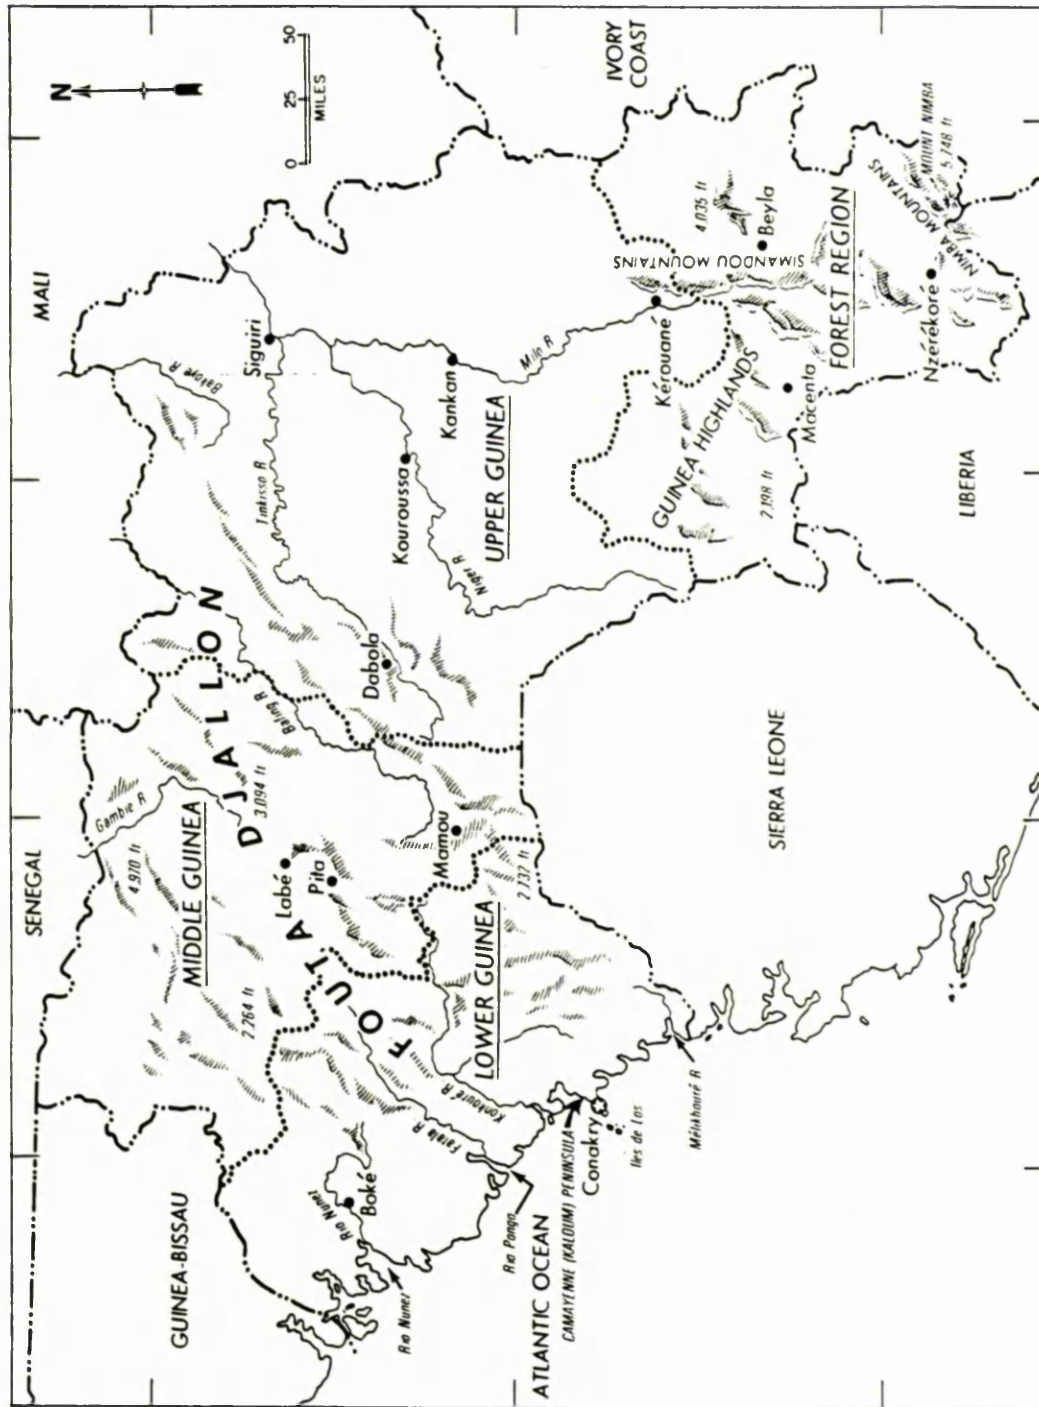 N
0 25 50
MILES
SENEGAL
MALI
GUINEA-BISSAU
Gambie R
4,970 ft
MIDDLE GUINEA
2,264 ft
FOUTA DJALLON
3,094 ft
Bafing R
Bakoye R
Tinkisso R
Siguiri
Labé
Pita
Dabola
Mamou
2,737 ft
Kouroussa
Kankan
Niger R
Milo R
UPPER GUINEA
Rio Nunez
Boké
Rio Nunez
Fatala R
Konkouré R
LOWER GUINEA
Rio Pongo
ATLANTIC OCEAN
CAMAYENNE (KALOUM) PENINSULA
Conakry
Iles de Los
Mélikhouré R
SIERRA LEONE
IVORY
COAST
Kérouané
GUINEA HIGHLANDS
2,198 ft
Macenta
SIMANDOU MOUNTAINS
4,035 ft
Beyla
FOREST REGION
Nzérékoré
NIMBA MOUNTAINS
MOUNT NIMBA
5,748 ft
LIBERIA